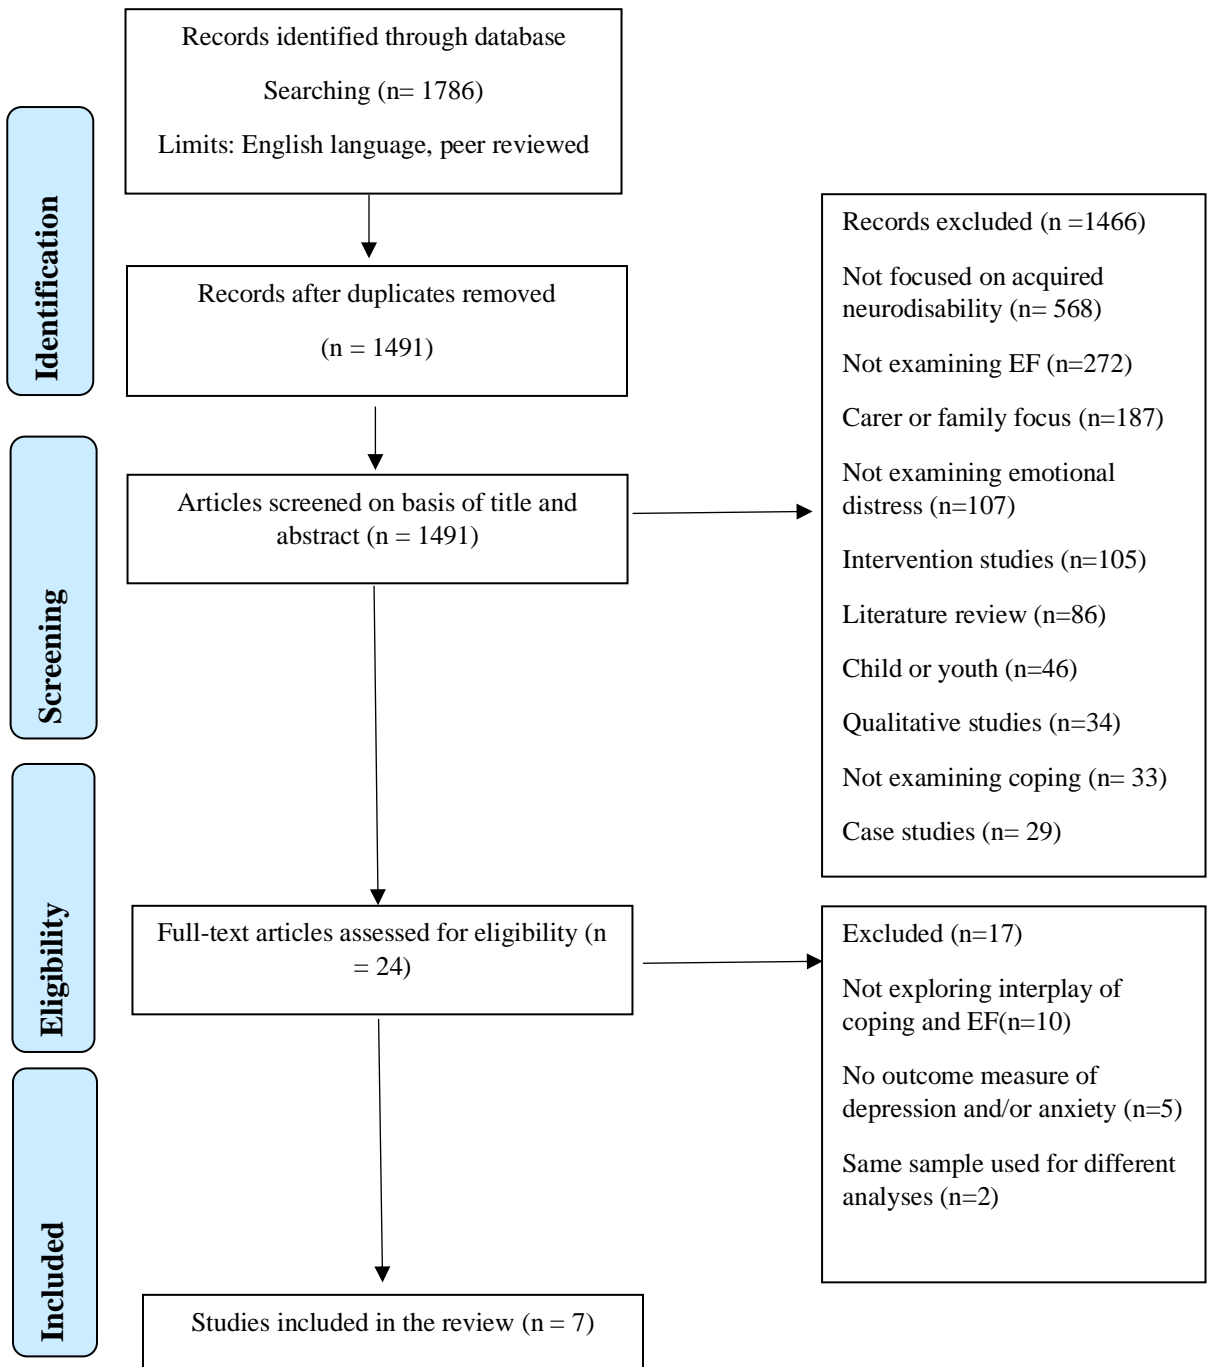 Records identified through database
Searching (n= 1786)
Limits: English language, peer reviewed
Identification
Records after duplicates removed
(n = 1491)
Screening
Articles screened on basis of title and
abstract (n = 1491)
Records excluded (n =1466)
Not focused on acquired
neurodisability (n= 568)
Not examining EF (n=272)
Carer or family focus (n=187)
Not examining emotional
distress (n=107)
Intervention studies (n=105)
Literature review (n=86)
Child or youth (n=46)
Qualitative studies (n=34)
Not examining coping (n= 33)
Case studies (n= 29)
Eligibility
Full-text articles assessed for eligibility (n
= 24)
Excluded (n=17)
Not exploring interplay of
coping and EF(n=10)
No outcome measure of
depression and/or anxiety (n=5)
Same sample used for different
analyses (n=2)
Included
Studies included in the review (n = 7)